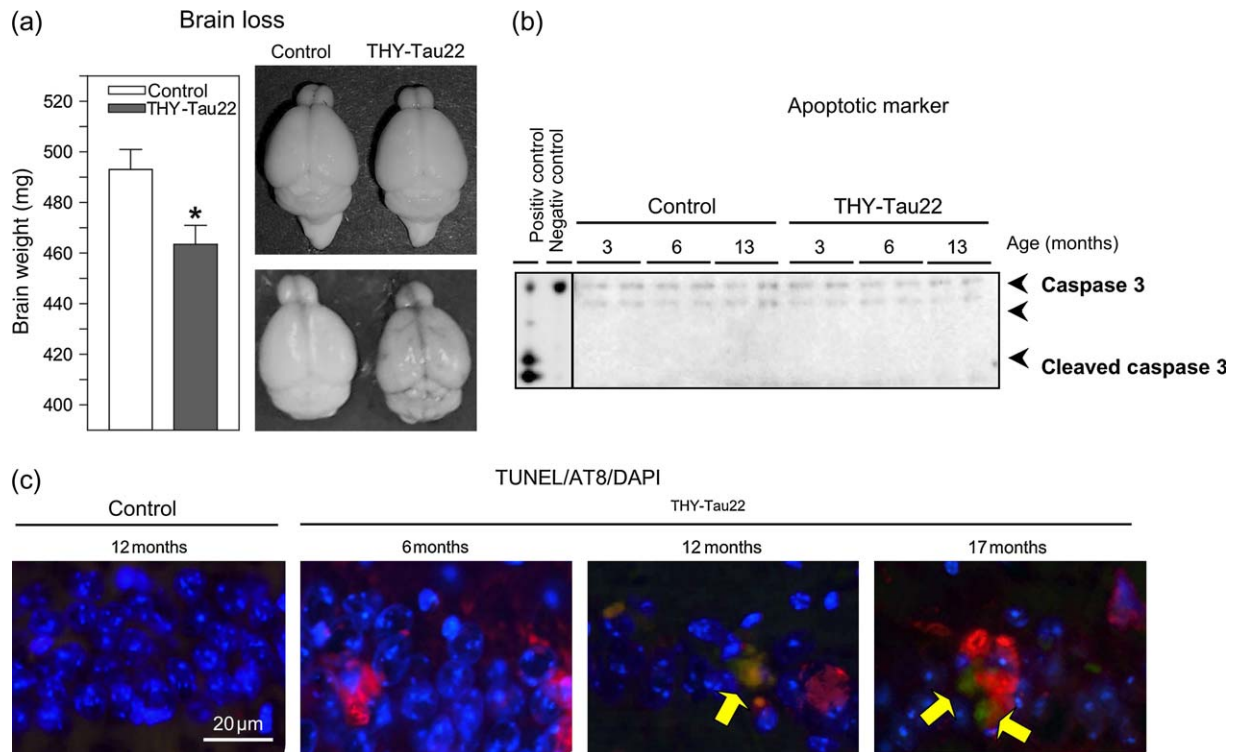 (a)
Brain loss
Control
THY-Tau22
Control
THY-Tau22
*
Brain weight (mg)
520
500
480
460
440
420
400
(b)
Apoptotic marker
Positiv control
Negativ control
Control
THY-Tau22
3
6
13
3
6
13
Age (months)
Caspase 3
Cleaved caspase 3
(c)
TUNEL/AT8/DAPI
Control
THY-Tau22
12 months
6 months
12 months
17 months
20 µm